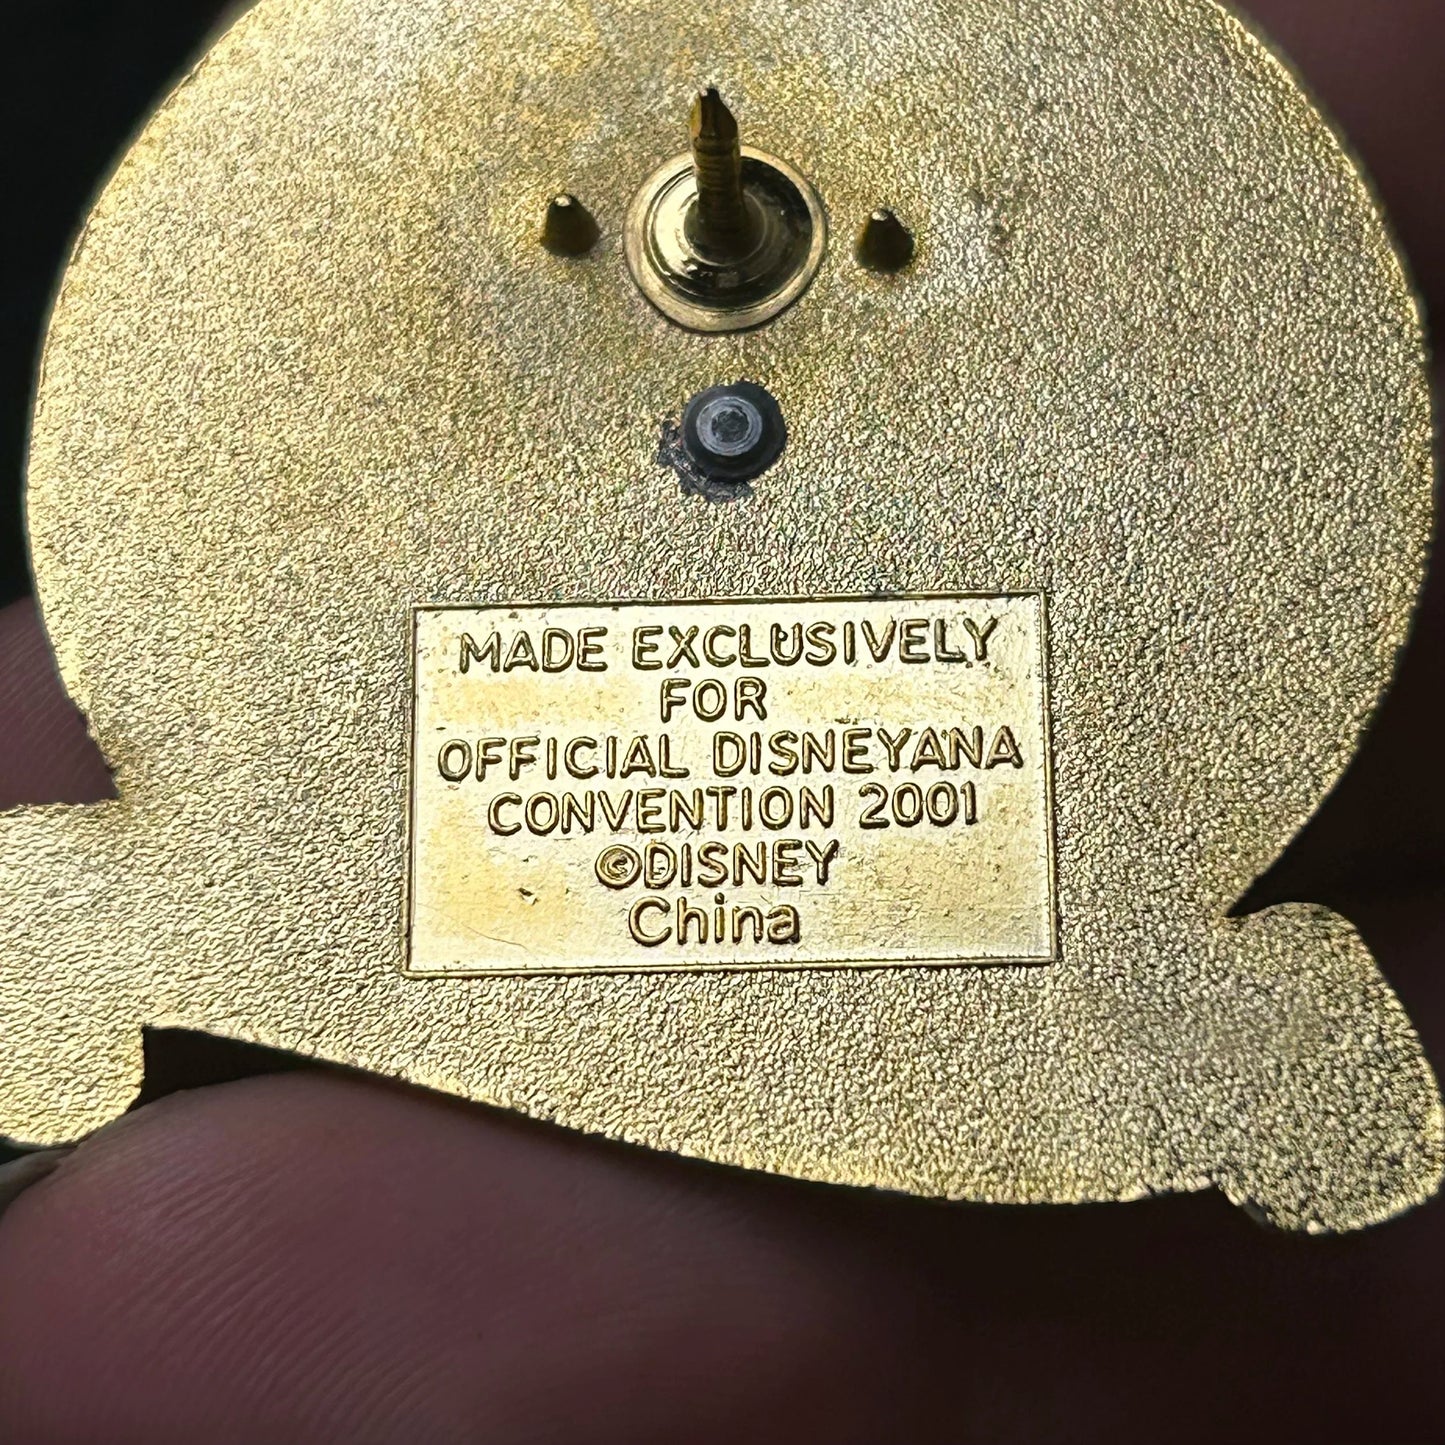 MADE EXCLUSIVELY
FOR
OFFICIAL DISNEYANA
CONVENTION 2001
©DISNEY
China